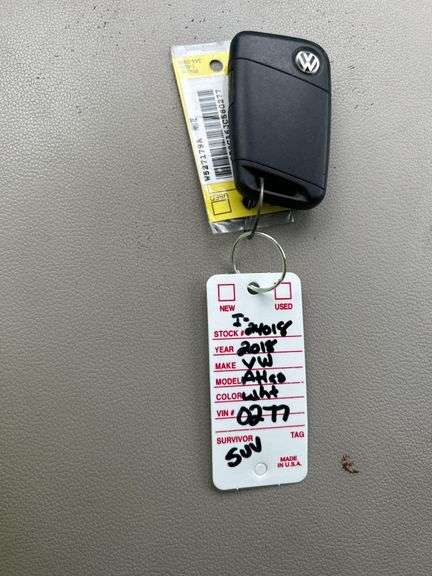 W527179A
NEW USED
I-
STOCK # 24018
YEAR 2018
MAKE VW
MODEL Atlas
COLOR Wht
VIN # 0277
SURVIVOR TAG
SUV
MADE
IN U.S.A.